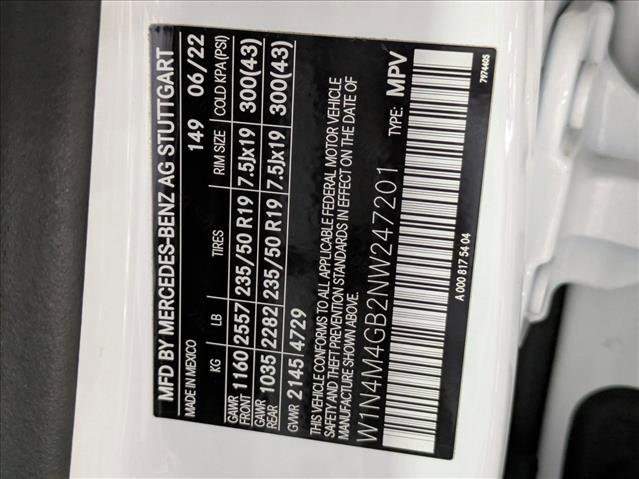 MFD BY MERCEDES-BENZ AG STUTTGART
MADE IN MEXICO 149 06/22
KG LB TIRES RIM SIZE COLD KPA(PSI)
GAWR FRONT 1160 2557 235/50 R19 7.5Jx19 300(43)
GAWR REAR 1035 2282 235/50 R19 7.5Jx19 300(43)
GVWR 2145 4729
THIS VEHICLE CONFORMS TO ALL APPLICABLE FEDERAL MOTOR VEHICLE
SAFETY AND THEFT PREVENTION STANDARDS IN EFFECT ON THE DATE OF
MANUFACTURE SHOWN ABOVE.
W1N4M4GB2NW247201 TYPE: MPV
A 000 817 54 04
7974405